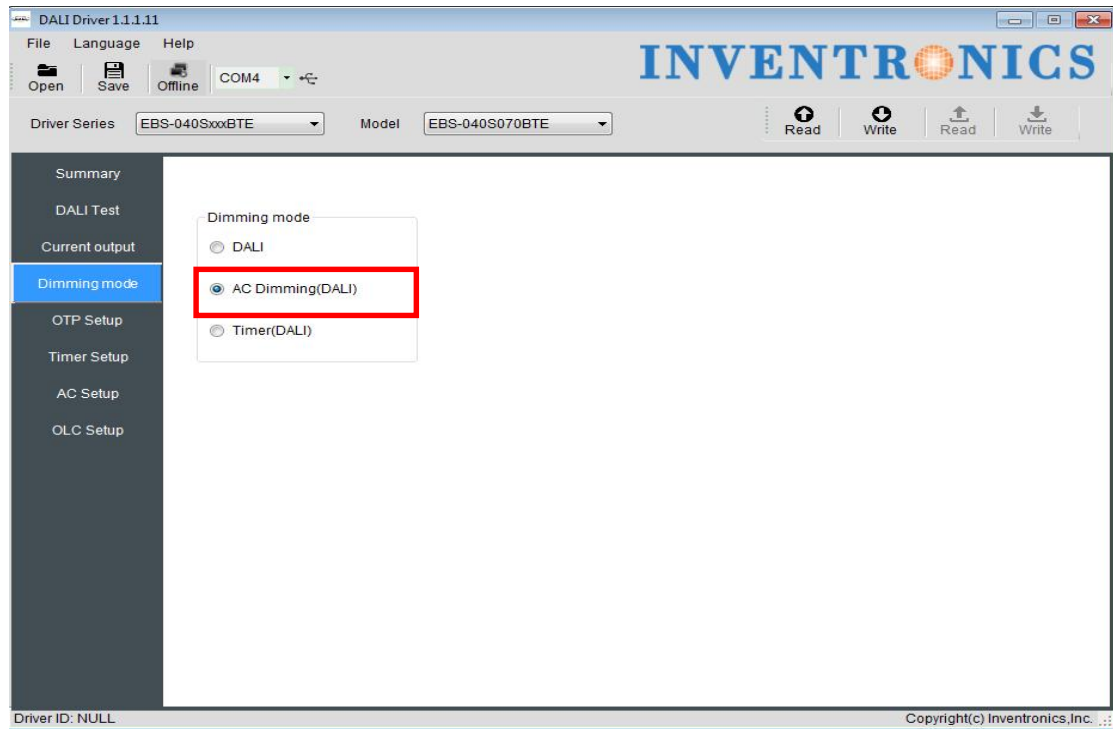 DALI Driver 1.1.1.11
File Language Help
INVENTRONICS
Open Save Offline COM4
Driver Series EBS-040SxxxBTE Model EBS-040S070BTE Read Write Read Write
Summary
DALI Test
Current output
Dimming mode
OTP Setup
Timer Setup
AC Setup
OLC Setup
Dimming mode
DALI
AC Dimming(DALI)
Timer(DALI)
Driver ID: NULL Copyright(c) Inventronics,Inc.